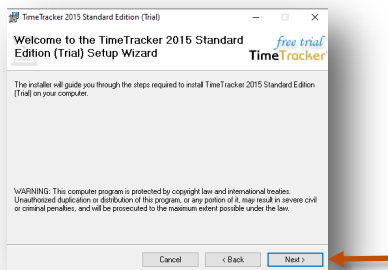 TimeTracker 2015 Standard Edition (Trial)
Welcome to the TimeTracker 2015 Standard
Edition (Trial) Setup Wizard
free trial
TimeTracker
The installer will guide you through the steps required to install TimeTracker 2015 Standard Edition
(Trial) on your computer.
WARNING: This computer program is protected by copyright law and international treaties.
Unauthorized duplication or distribution of this program, or any portion of it, may result in severe civil
or criminal penalties, and will be prosecuted to the maximum extent possible under the law.
Cancel
< Back
Next >